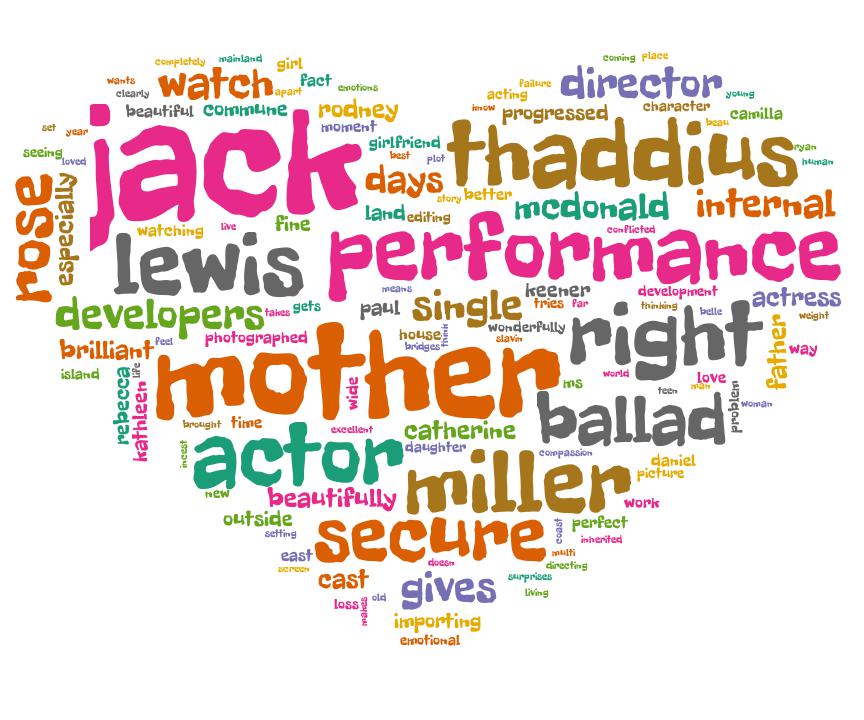 completely
mainland
girl
coming
place
wants
watch
fact
emotions
failure
director
clearly
apart
acting
young
beautiful
commune
rodney
know
progressed
character
camilla
set
year
jack
moment
thaddius
beau
seeing
loved
girlfriend
best
plot
ryan
human
rose
especially
days
story
better
mcdonald
internal
land
editing
watching
live
fine
performance
conflicted
lewis
means
keener
development
actress
developers
takes
gets
paul
single
tries
far
thinking
belle
weight
brilliant
feel
photographed
house
bridges
think
wonderfully
slavin
right
father
way
island
life
rebecca
kathleen
mother
wide
ms
world
love
teen
man
problem
woman
brought
time
excellent
catherine
ballad
incest
actor
daughter
compassion
daniel
picture
new
beautifully
miller
work
outside
setting
secure
coast
perfect
inherited
east
screen
cast
doesn
multi
directing
surprises
gives
living
loss
makes
old
importing
emotional